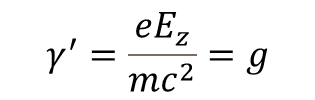 γ′ = eE_z / mc² = g